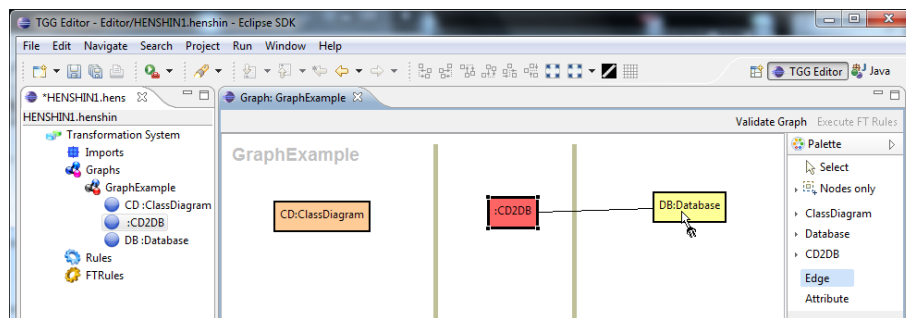 TGG Editor - Editor/HENSHIN1.henshin - Eclipse SDK
File Edit Navigate Search Project Run Window Help
TGG Editor Java
*HENSHIN1.hens
Graph: GraphExample
HENSHIN1.henshin
Validate Graph Execute FT Rules
Transformation System
Imports
Graphs
GraphExample
CD :ClassDiagram
:CD2DB
DB :Database
Rules
FTRules
GraphExample
CD:ClassDiagram
:CD2DB
DB:Database
Palette
Select
Nodes only
ClassDiagram
Database
CD2DB
Edge
Attribute